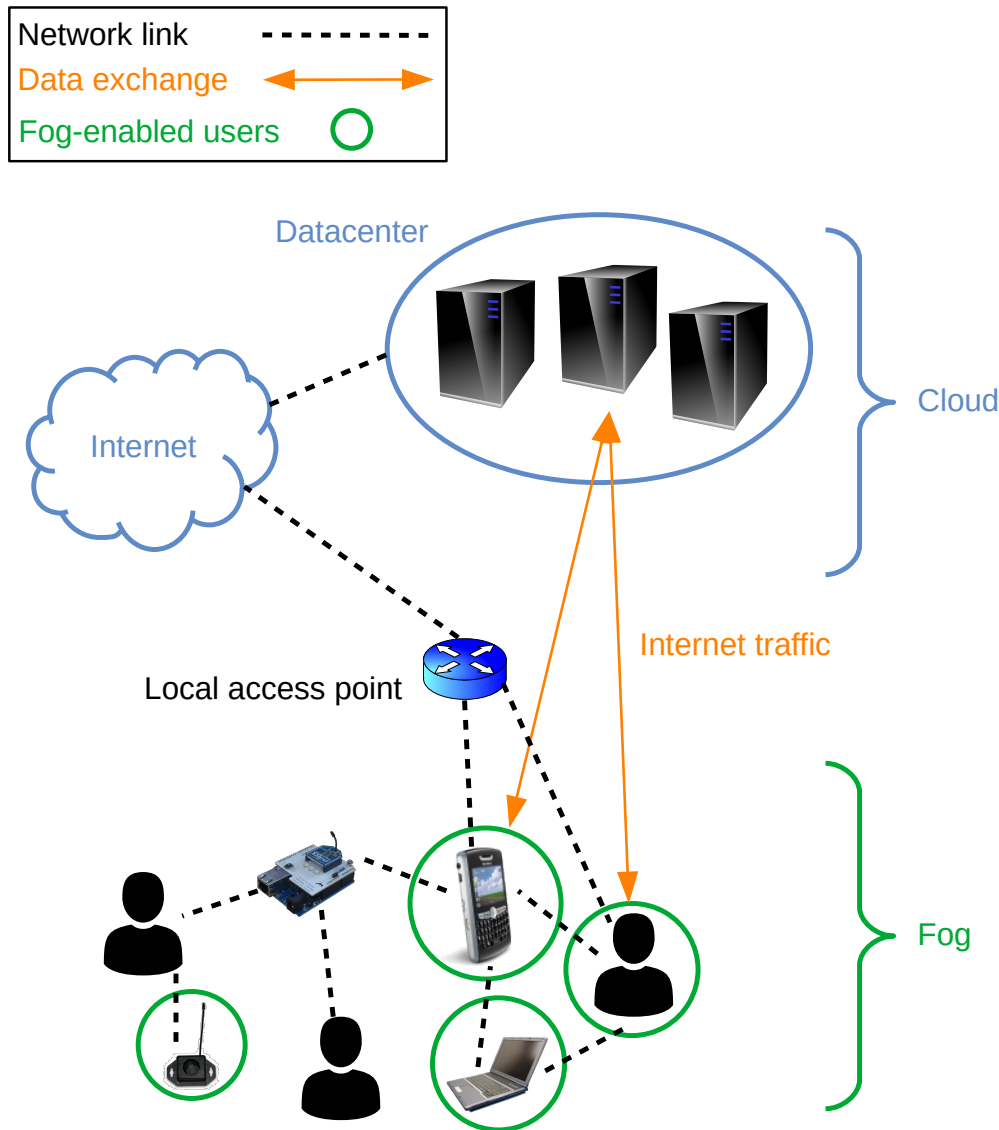 Network link
Data exchange
Fog-enabled users
Datacenter
Internet
Cloud
Internet traffic
Local access point
Fog